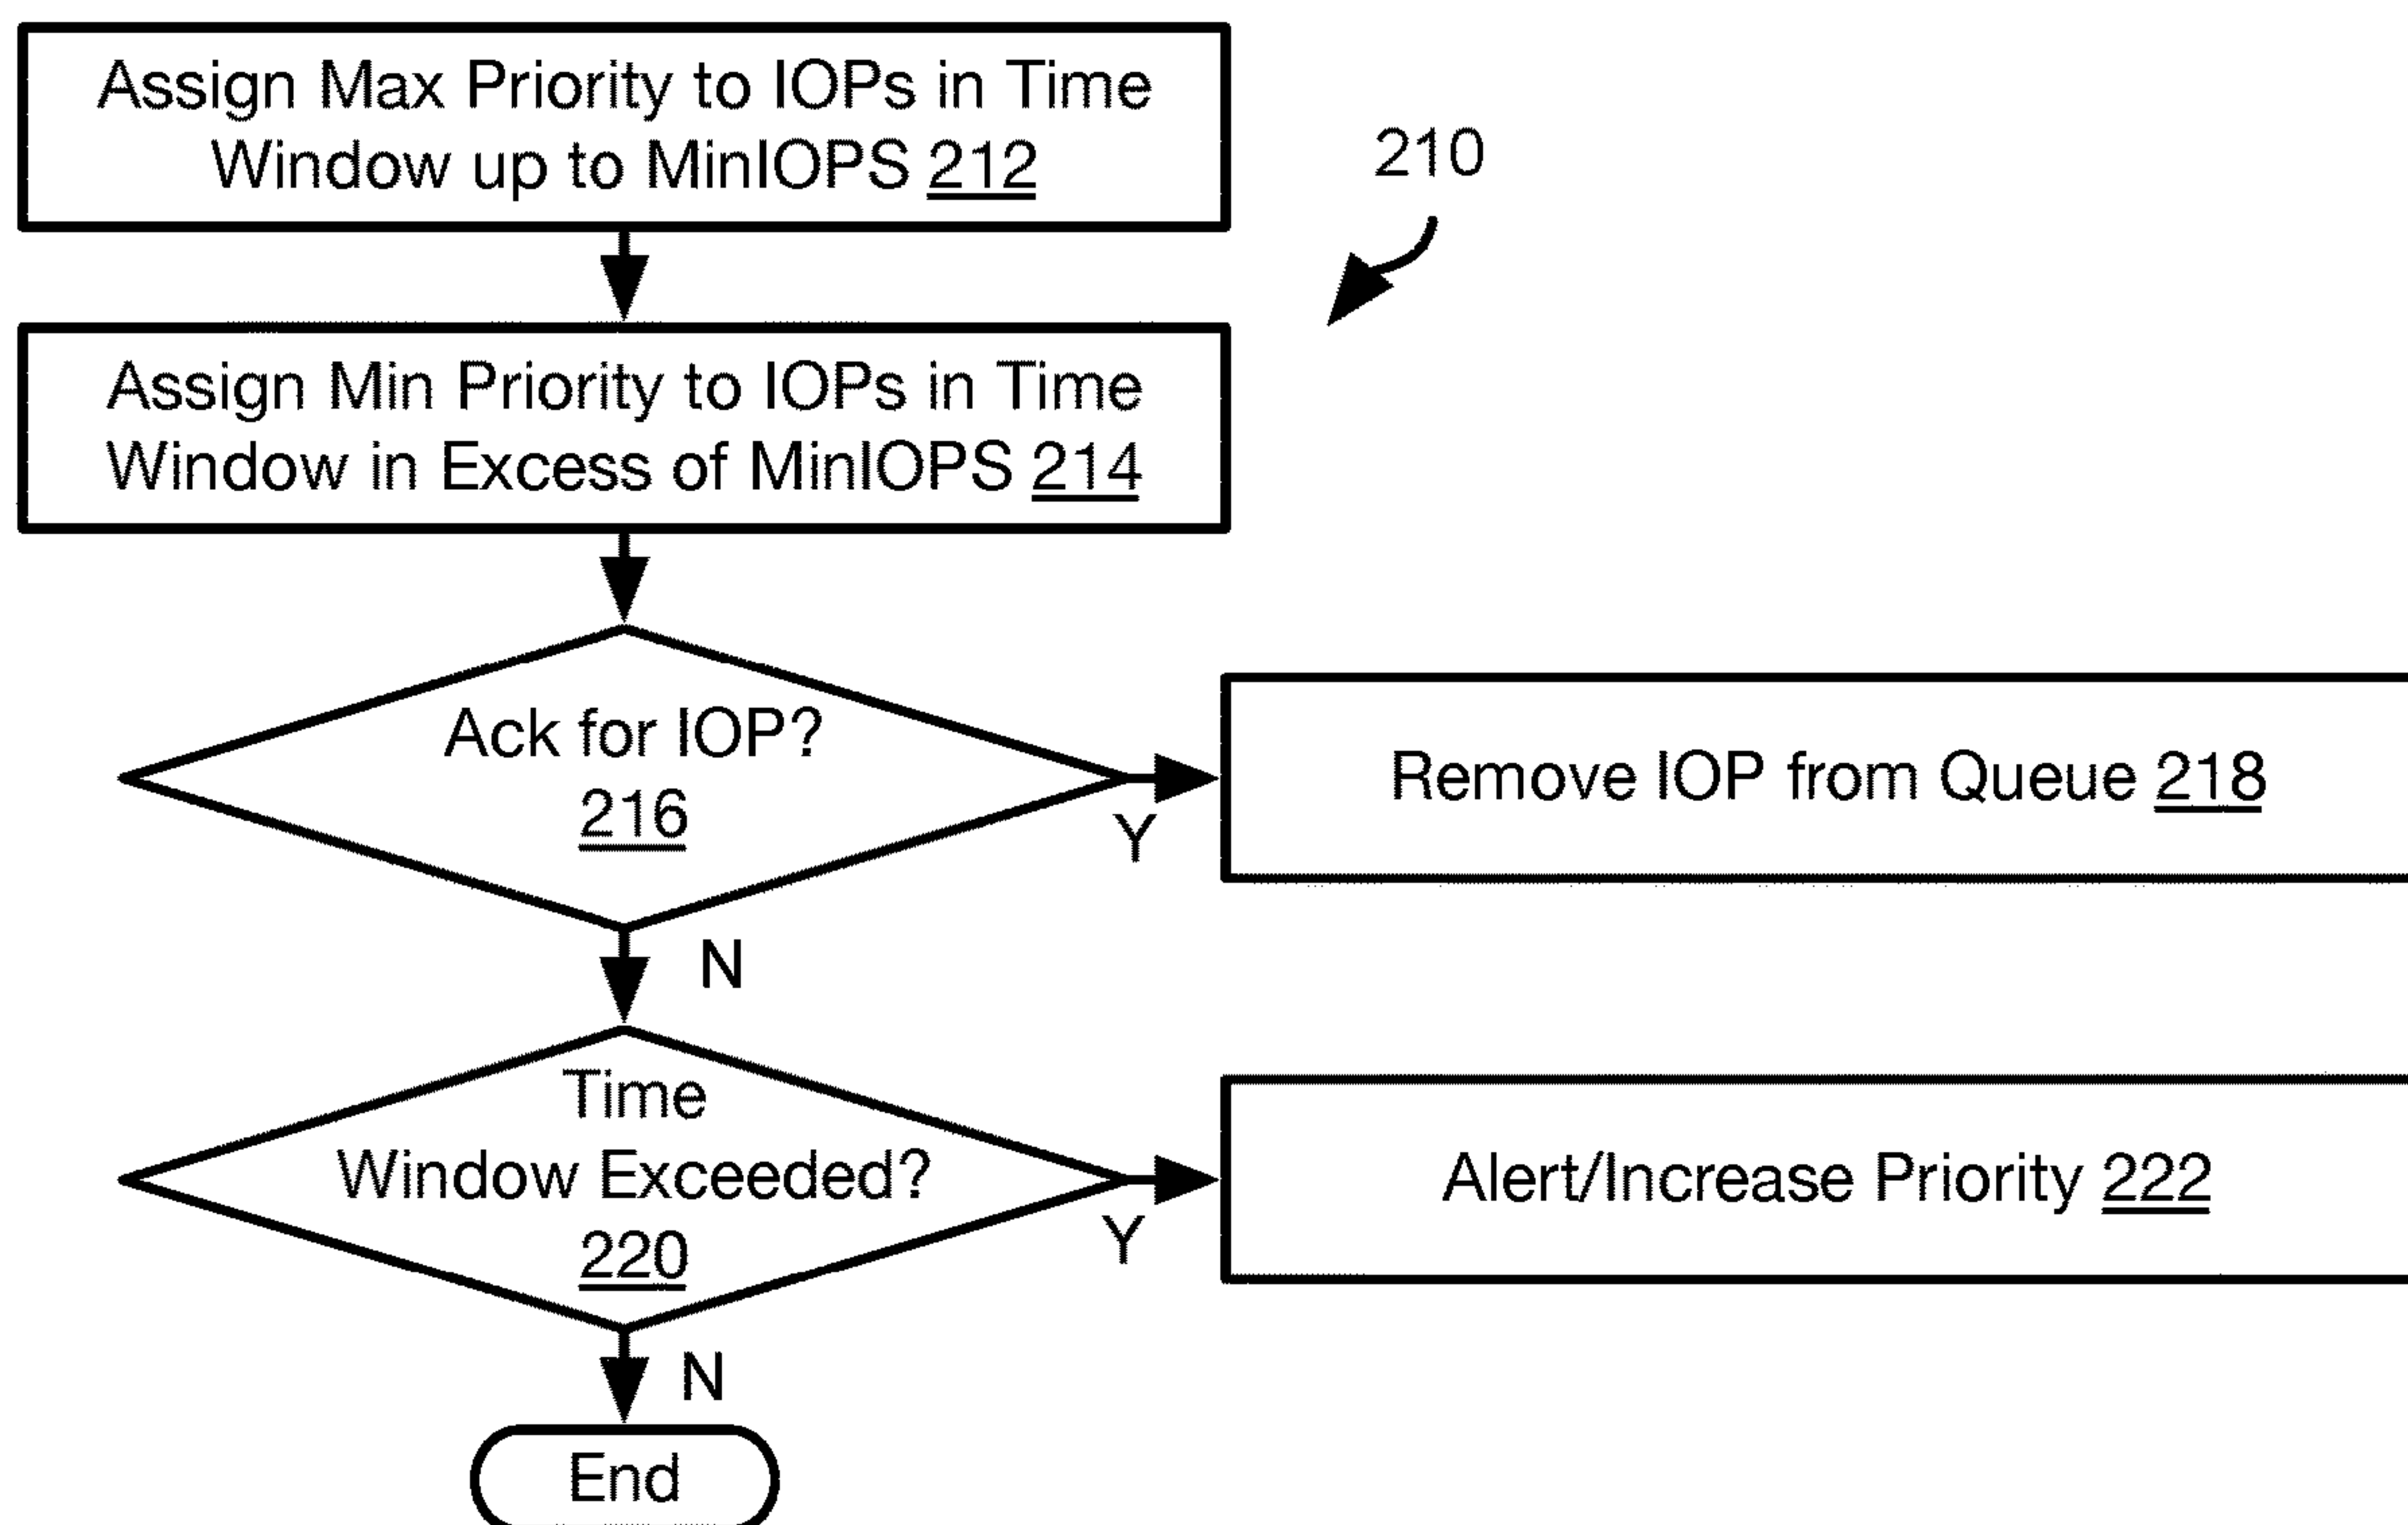 Assign Max Priority to IOPs in Time
Window up to MinIOPS 212
210
Assign Min Priority to IOPs in Time
Window in Excess of MinIOPS 214
Ack for IOP?
216
Y
Remove IOP from Queue 218
N
Time
Window Exceeded?
220
Y
Alert/Increase Priority 222
N
End